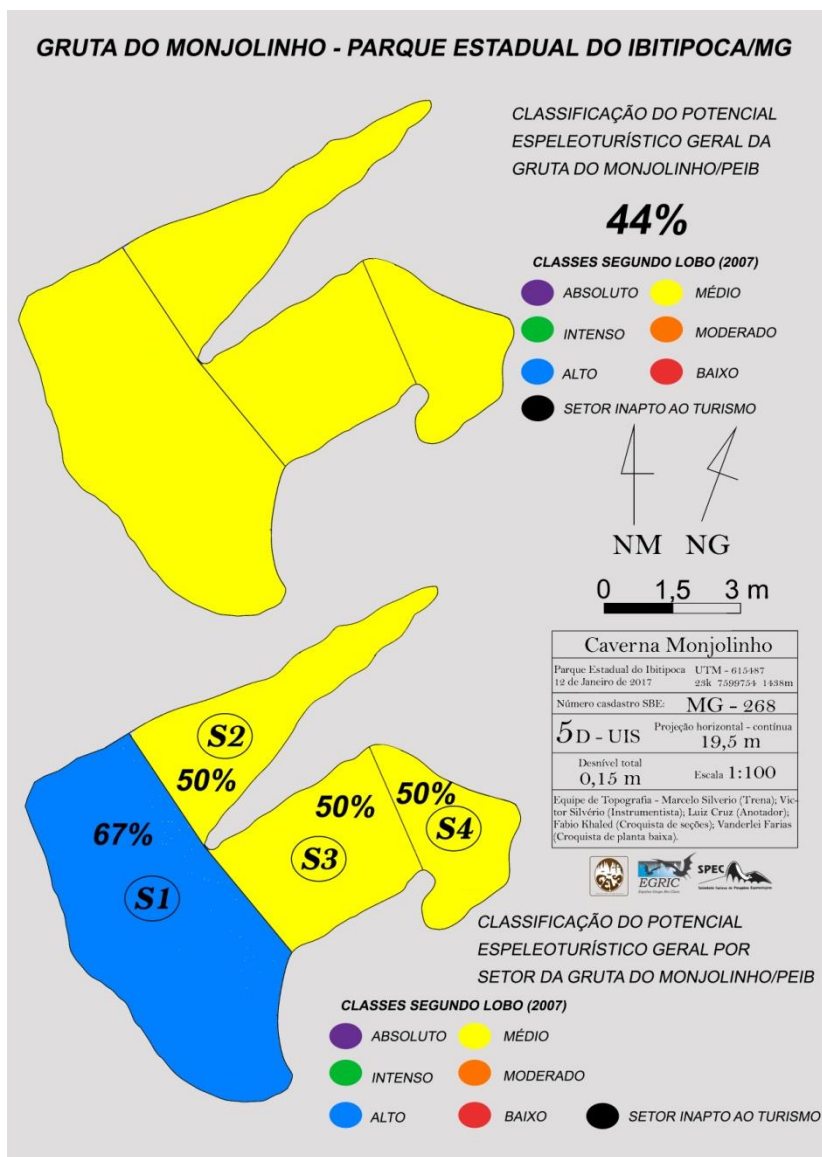 GRUTA DO MONJOLINHO - PARQUE ESTADUAL DO IBITIPOCA/MG
CLASSIFICAÇÃO DO POTENCIAL
ESPELEOTURÍSTICO GERAL DA
GRUTA DO MONJOLINHO/PEIB
44%
CLASSES SEGUNDO LOBO (2007)
ABSOLUTO MÉDIO
INTENSO MODERADO
ALTO BAIXO
SETOR INAPTO AO TURISMO
NM NG
0 1,5 3 m
Caverna Monjolinho
Parque Estadual do Ibitipoca UTM - 615487
12 de Janeiro de 2017 23k 7599754 1438m
Número casdastro SBE: MG - 268
5D - UIS Projeção horizontal - contínua
19,5 m
Desnível total
0,15 m Escala 1:100
Equipe de Topografia - Marcelo Silverio (Trena); Vic-
tor Silvério (Instrumentista); Luiz Cruz (Anotador);
Fabio Khaled (Croquista de seções); Vanderlei Farias
(Croquista de planta baixa).
EGRIC
SPEC
S2
50%
50%
S3
50%
S4
67%
S1
CLASSIFICAÇÃO DO POTENCIAL
ESPELEOTURÍSTICO GERAL POR
SETOR DA GRUTA DO MONJOLINHO/PEIB
CLASSES SEGUNDO LOBO (2007)
ABSOLUTO MÉDIO
INTENSO MODERADO
ALTO BAIXO SETOR INAPTO AO TURISMO